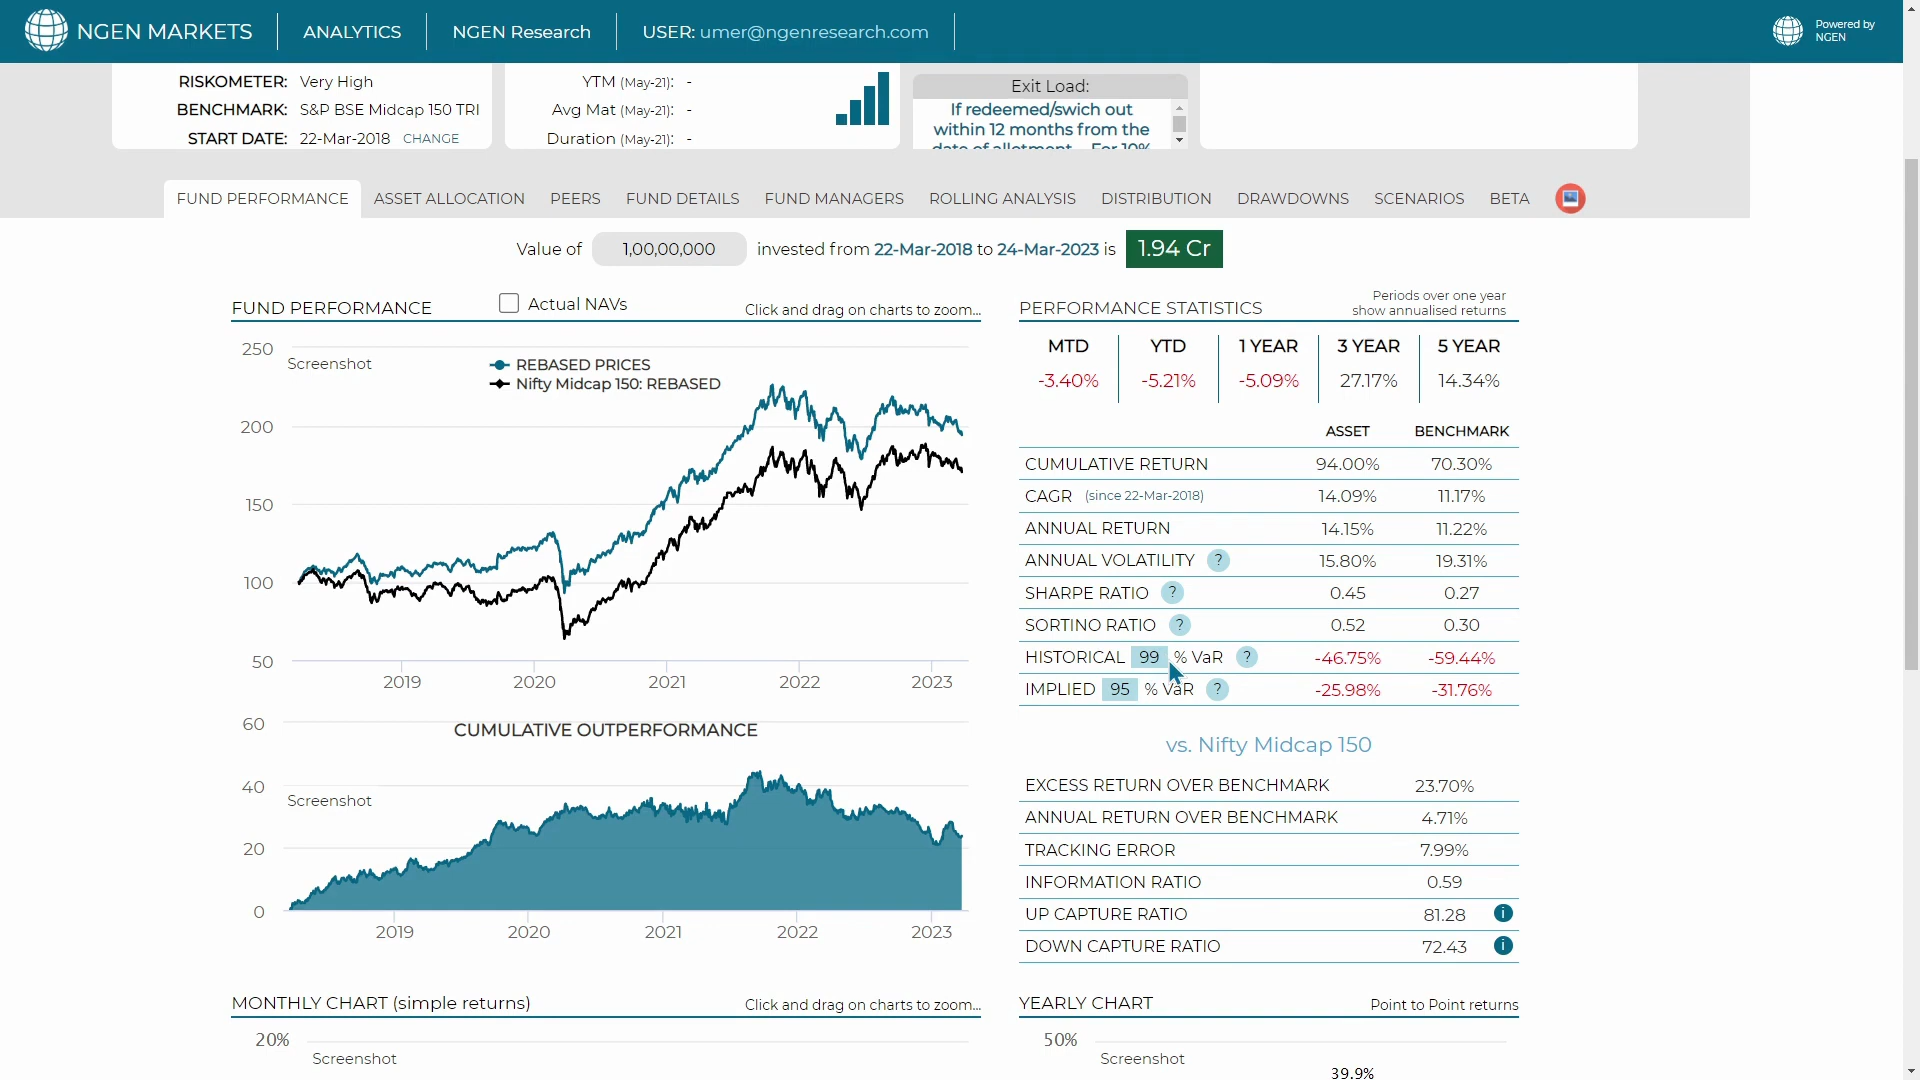 NGEN MARKETS
ANALYTICS
NGEN Research
USER: umer@ngenresearch.com
Powered by
NGEN
RISKOMETER: Very High
BENCHMARK: S&P BSE Midcap 150 TRI
START DATE: 22-Mar-2018 CHANGE
YTM (May-21): -
Avg Mat (May-21): -
Duration (May-21): -
Exit Load:
If redeemed/swich out
within 12 months from the
date of allotment... For 10%
FUND PERFORMANCE
ASSET ALLOCATION
PEERS
FUND DETAILS
FUND MANAGERS
ROLLING ANALYSIS
DISTRIBUTION
DRAWDOWNS
SCENARIOS
BETA
Value of 1,00,00,000 invested from 22-Mar-2018 to 24-Mar-2023 is 1.94 Cr
FUND PERFORMANCE
Actual NAVs
Click and drag on charts to zoom...
250
Screenshot
REBASED PRICES
Nifty Midcap 150: REBASED
200
150
100
50
2019 2020 2021 2022 2023
60
CUMULATIVE OUTPERFORMANCE
40
Screenshot
20
0
2019 2020 2021 2022 2023
PERFORMANCE STATISTICS
Periods over one year
show annualised returns
MTD YTD 1 YEAR 3 YEAR 5 YEAR
-3.40% -5.21% -5.09% 27.17% 14.34%
ASSET BENCHMARK
CUMULATIVE RETURN 94.00% 70.30%
CAGR (since 22-Mar-2018) 14.09% 11.17%
ANNUAL RETURN 14.15% 11.22%
ANNUAL VOLATILITY ? 15.80% 19.31%
SHARPE RATIO ? 0.45 0.27
SORTINO RATIO ? 0.52 0.30
HISTORICAL 99 % VaR ? -46.75% -59.44%
IMPLIED 95 % VaR ? -25.98% -31.76%
vs. Nifty Midcap 150
EXCESS RETURN OVER BENCHMARK 23.70%
ANNUAL RETURN OVER BENCHMARK 4.71%
TRACKING ERROR 7.99%
INFORMATION RATIO 0.59
UP CAPTURE RATIO 81.28 i
DOWN CAPTURE RATIO 72.43 i
MONTHLY CHART (simple returns)
Click and drag on charts to zoom...
20%
Screenshot
YEARLY CHART
Point to Point returns
50%
Screenshot
39.9%